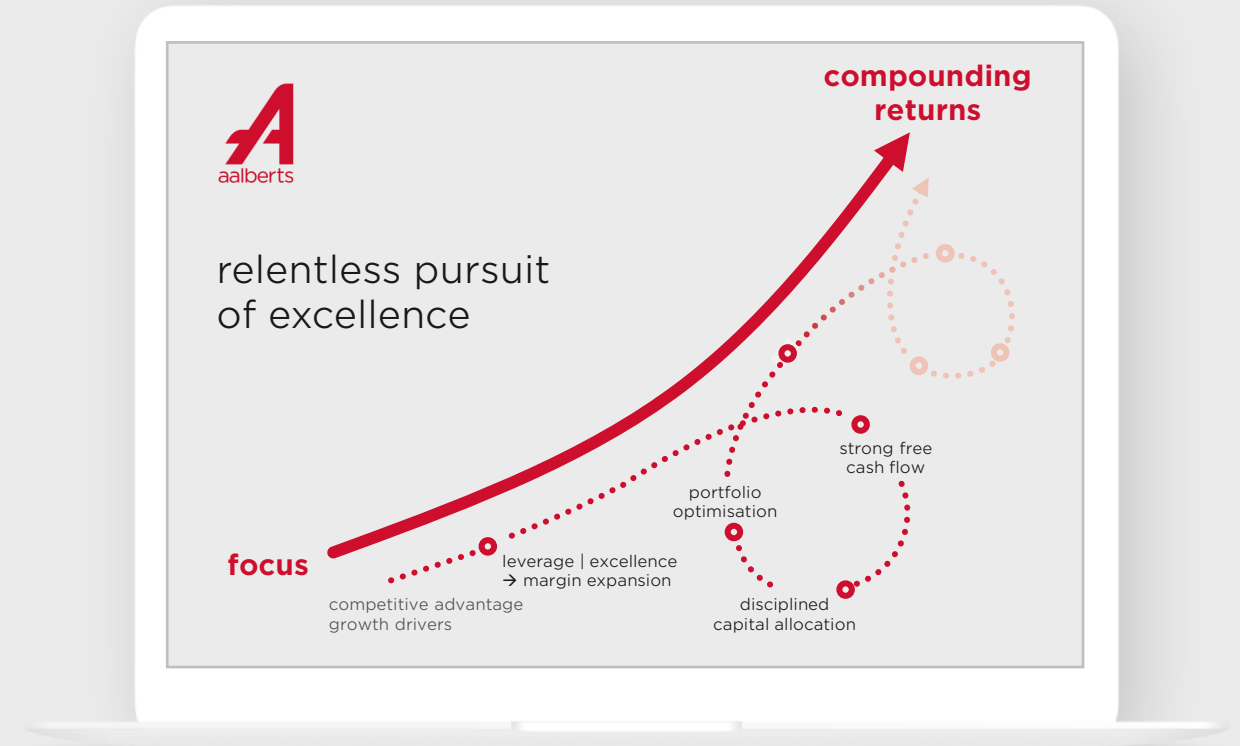 compounding
returns
aalberts
relentless pursuit
of excellence
strong free
cash flow
portfolio
optimisation
focus
leverage | excellence
→ margin expansion
competitive advantage
growth drivers
disciplined
capital allocation